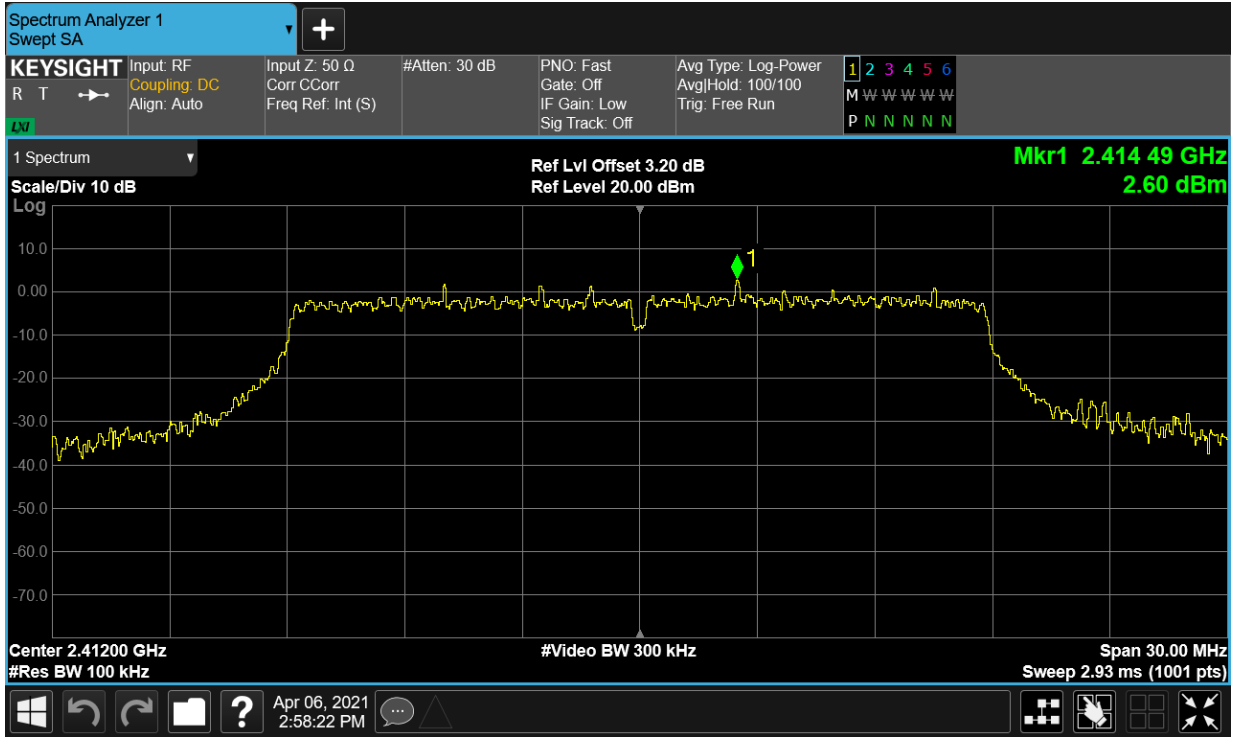 Spectrum Analyzer 1
Swept SA
▼
+
KEYSIGHT
R T
LXI
Input: RF
Coupling: DC
Align: Auto
Input Z: 50 Ω
Corr CCorr
Freq Ref: Int (S)
#Atten: 30 dB
PNO: Fast
Gate: Off
IF Gain: Low
Sig Track: Off
Avg Type: Log-Power
Avg|Hold: 100/100
Trig: Free Run
1 2 3 4 5 6
M W W W W W
P N N N N N
1 Spectrum ▼
Scale/Div 10 dB
Ref Lvl Offset 3.20 dB
Ref Level 20.00 dBm
Mkr1 2.414 49 GHz
2.60 dBm
Log
10.0
0.00
-10.0
-20.0
-30.0
-40.0
-50.0
-60.0
-70.0
1
Center 2.41200 GHz
#Res BW 100 kHz
#Video BW 300 kHz
Span 30.00 MHz
Sweep 2.93 ms (1001 pts)
?
Apr 06, 2021
2:58:22 PM